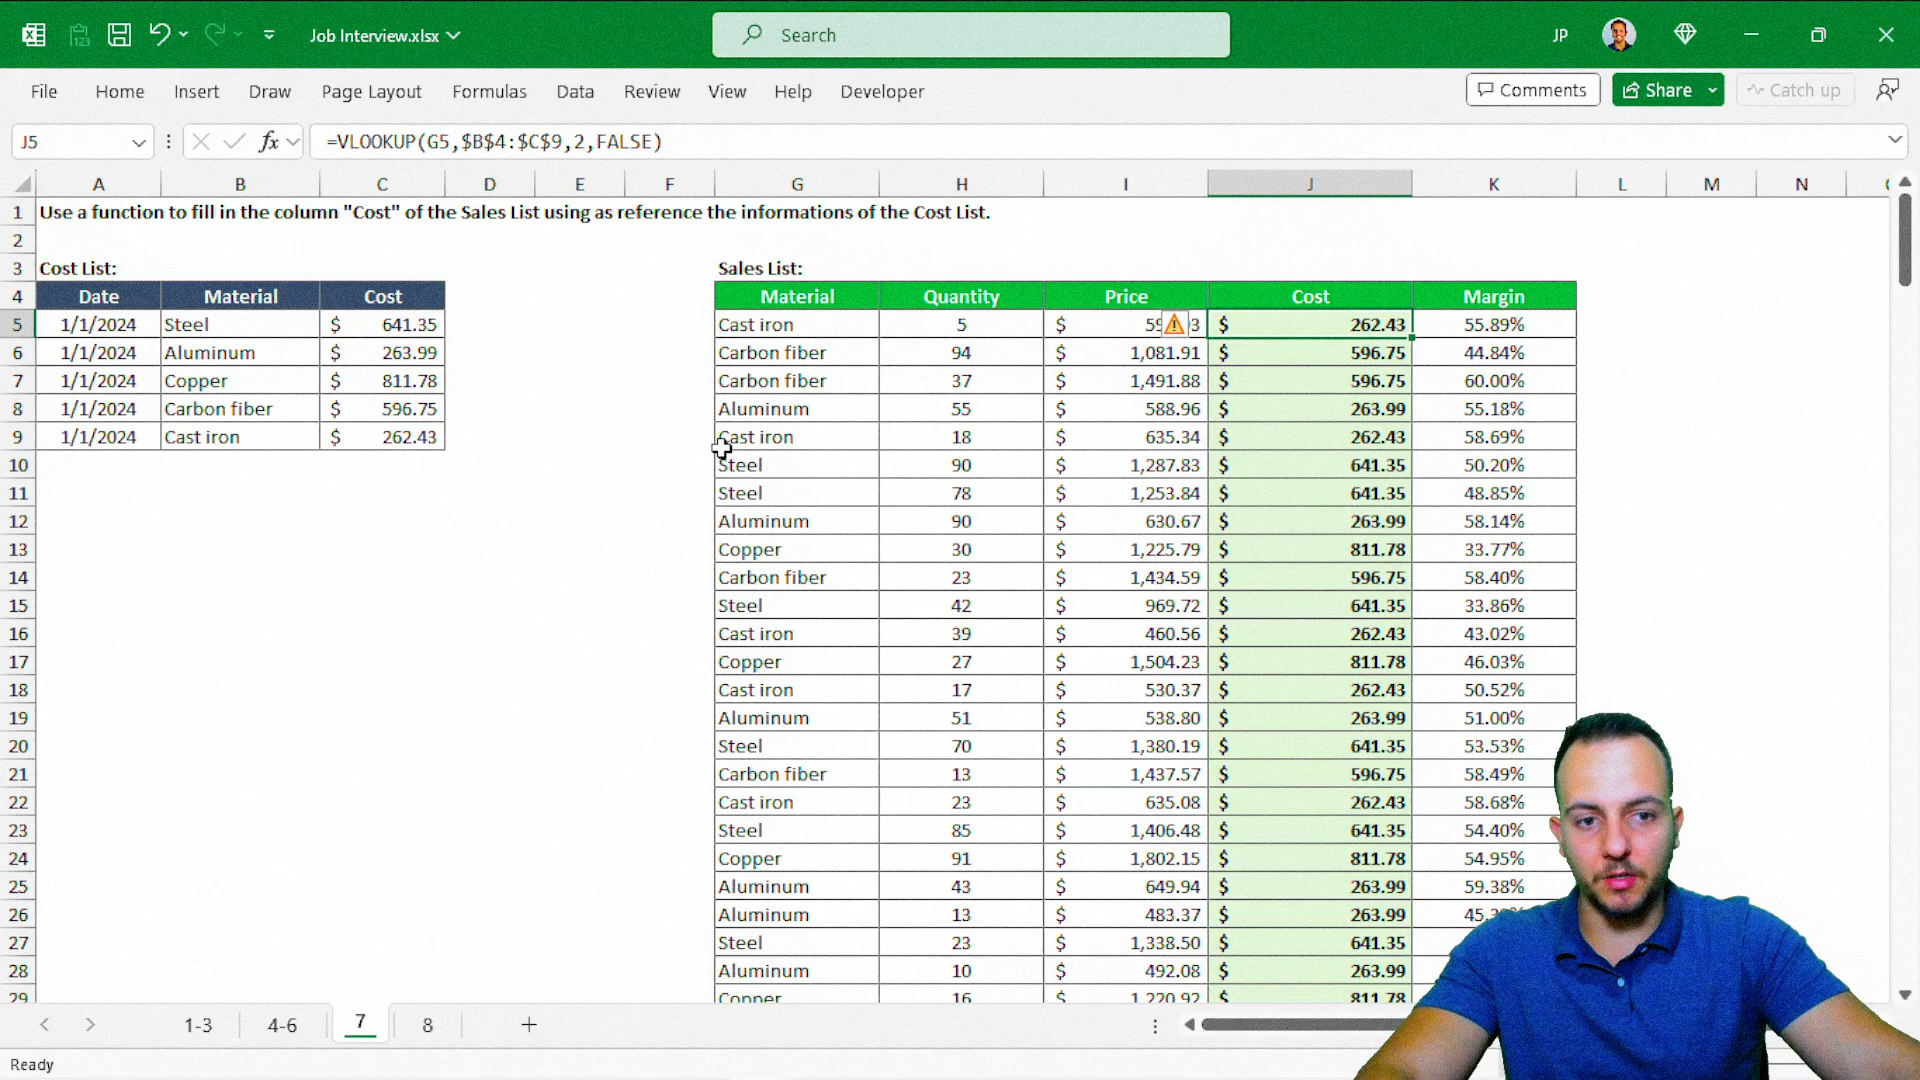 Job Interview.xlsx
Search
JP
File Home Insert Draw Page Layout Formulas Data Review View Help Developer
Comments Share Catch up
J5 fx =VLOOKUP(G5,$B$4:$C$9,2,FALSE)
A B C D E F G H I J K L M N
1 Use a function to fill in the column "Cost" of the Sales List using as reference the informations of the Cost List.
2
3 Cost List: Sales List:
4 Date Material Cost Material Quantity Price Cost Margin
5 1/1/2024 Steel $ 641.35 Cast iron 5 $ $ 262.43 55.89%
6 1/1/2024 Aluminum $ 263.99 Carbon fiber 94 $ 1,081.91 $ 596.75 44.84%
7 1/1/2024 Copper $ 811.78 Carbon fiber 37 $ 1,491.88 $ 596.75 60.00%
8 1/1/2024 Carbon fiber $ 596.75 Aluminum 55 $ 588.96 $ 263.99 55.18%
9 1/1/2024 Cast iron $ 262.43 Cast iron 18 $ 635.34 $ 262.43 58.69%
10 Steel 90 $ 1,287.83 $ 641.35 50.20%
11 Steel 78 $ 1,253.84 $ 641.35 48.85%
12 Aluminum 90 $ 630.67 $ 263.99 58.14%
13 Copper 30 $ 1,225.79 $ 811.78 33.77%
14 Carbon fiber 23 $ 1,434.59 $ 596.75 58.40%
15 Steel 42 $ 969.72 $ 641.35 33.86%
16 Cast iron 39 $ 460.56 $ 262.43 43.02%
17 Copper 27 $ 1,504.23 $ 811.78 46.03%
18 Cast iron 17 $ 530.37 $ 262.43 50.52%
19 Aluminum 51 $ 538.80 $ 263.99 51.00%
20 Steel 70 $ 1,380.19 $ 641.35 53.53%
21 Carbon fiber 13 $ 1,437.57 $ 596.75 58.49%
22 Cast iron 23 $ 635.08 $ 262.43 58.68%
23 Steel 85 $ 1,406.48 $ 641.35 54.40%
24 Copper 91 $ 1,802.15 $ 811.78 54.95%
25 Aluminum 43 $ 649.94 $ 263.99 59.38%
26 Aluminum 13 $ 483.37 $ 263.99
27 Steel 23 $ 1,338.50 $ 641.35
28 Aluminum 10 $ 492.08 $ 263.99
29 Copper 16 $ 1,220.92 $ 811.78
1-3 4-6 7 8
Ready